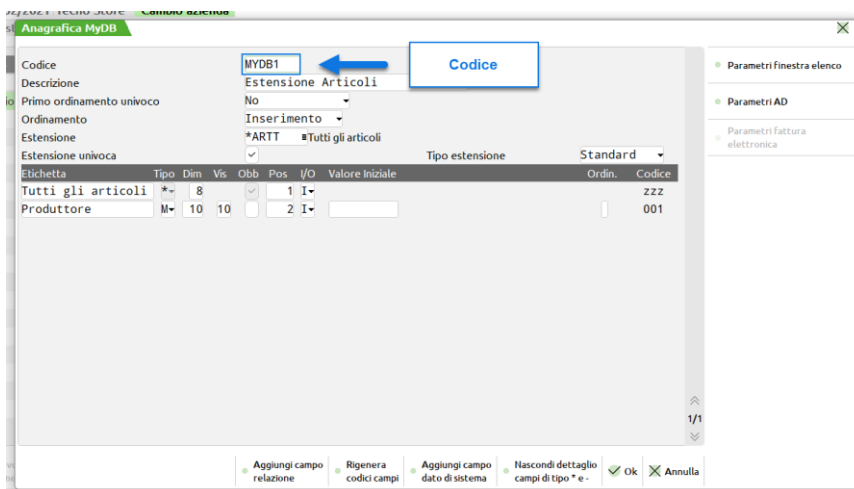 02/2021 Tecno Store Cambio azienda
Anagrafica MyDB
Codice MYDB1 Codice
Descrizione Estensione Articoli
Primo ordinamento univoco No
Ordinamento Inserimento
Estensione *ARTT Tutti gli articoli
Estensione univoca Tipo estensione Standard
Etichetta Tipo Dim Vis Obb Pos I/O Valore Iniziale Ordin. Codice
Tutti gli articoli * 8 1 I zzz
Produttore M 10 10 2 I 001
1/1
Parametri finestra elenco
Parametri AD
Parametri fattura
elettronica
Aggiungi campo relazione
Rigenera codici campi
Aggiungi campo dato di sistema
Nascondi dettaglio campi di tipo * e -
Ok
Annulla